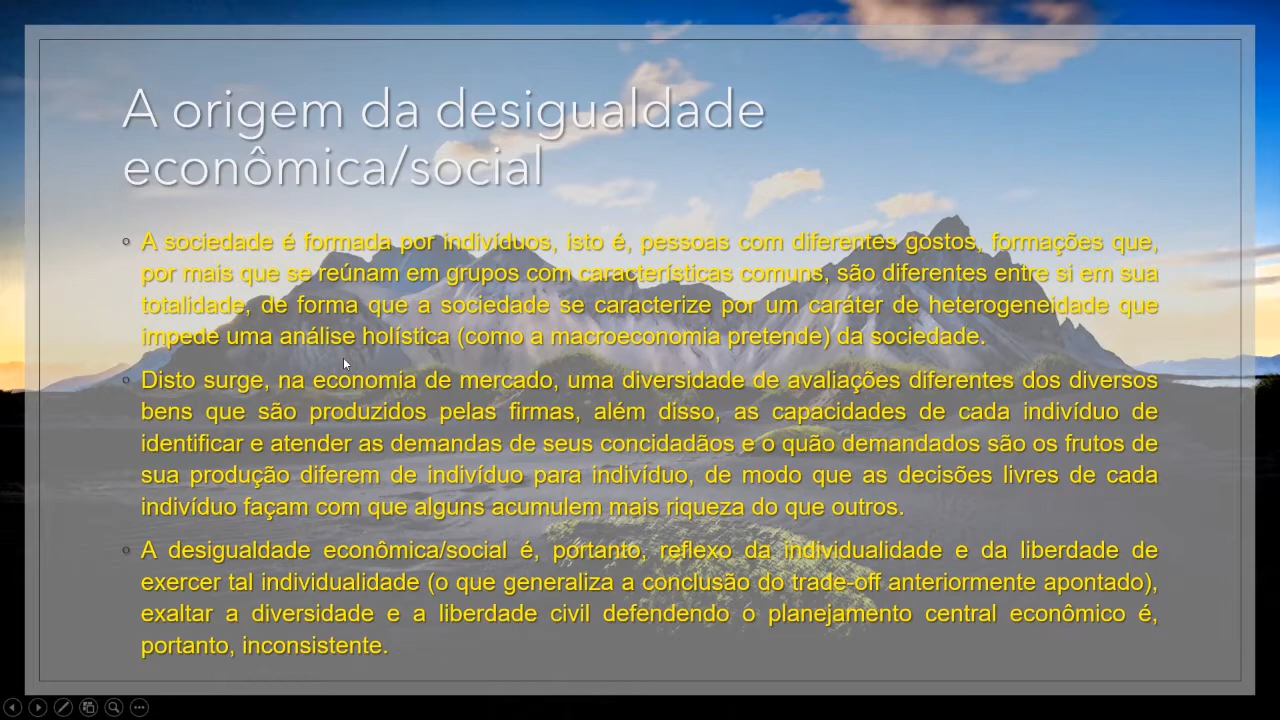 A origem da desigualdade
econômica/social
A sociedade é formada por indivíduos, isto é, pessoas com diferentes gostos, formações que,
por mais que se reúnam em grupos com características comuns, são diferentes entre si em sua
totalidade, de forma que a sociedade se caracterize por um caráter de heterogeneidade que
impede uma análise holística (como a macroeconomia pretende) da sociedade.
Disto surge, na economia de mercado, uma diversidade de avaliações diferentes dos diversos
bens que são produzidos pelas firmas, além disso, as capacidades de cada indivíduo de
identificar e atender as demandas de seus concidadãos e o quão demandados são os frutos de
sua produção diferem de indivíduo para indivíduo, de modo que as decisões livres de cada
indivíduo façam com que alguns acumulem mais riqueza do que outros.
A desigualdade econômica/social é, portanto, reflexo da individualidade e da liberdade de
exercer tal individualidade (o que generaliza a conclusão do trade-off anteriormente apontado),
exaltar a diversidade e a liberdade civil defendendo o planejamento central econômico é,
portanto, inconsistente.